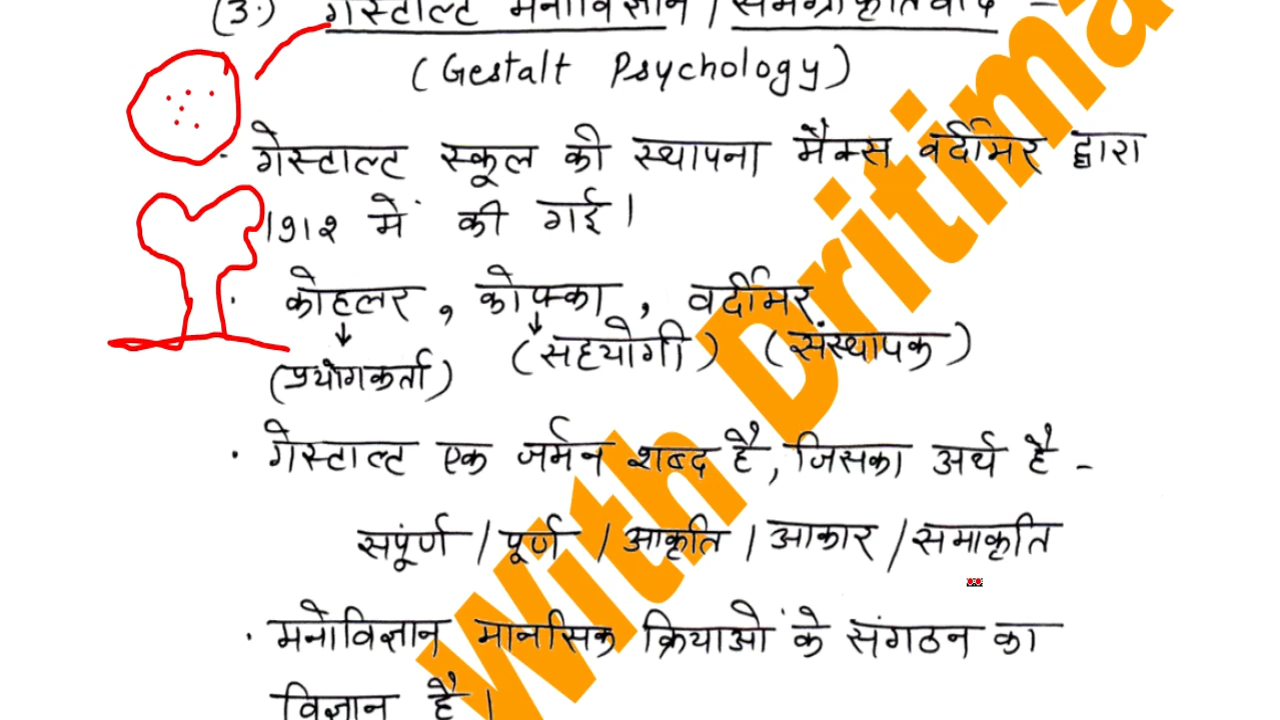 (3.) गेस्टाल्ट मनोविज्ञान / समग्राकृतिवाद -
(Gestalt Psychology)
· गेस्टाल्ट स्कूल की स्थापना मैक्स वर्दीमर द्वारा
1912 में की गई।
· कोहलर, कोफ्का, वर्दीमर
(प्रयोगकर्ता) (सहयोगी) (संस्थापक)
· गेस्टाल्ट एक जर्मन शब्द है, जिसका अर्थ है -
संपूर्ण / पूर्ण / आकृति / आकार / समाकृति
· मनोविज्ञान मानसिक क्रियाओं के संगठन का
विज्ञान है।
With Dritima